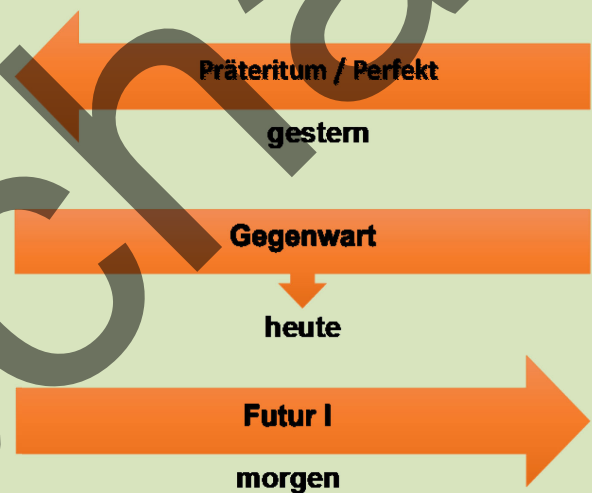 Präteritum / Perfekt
gestern
Gegenwart
heute
Futur I
morgen